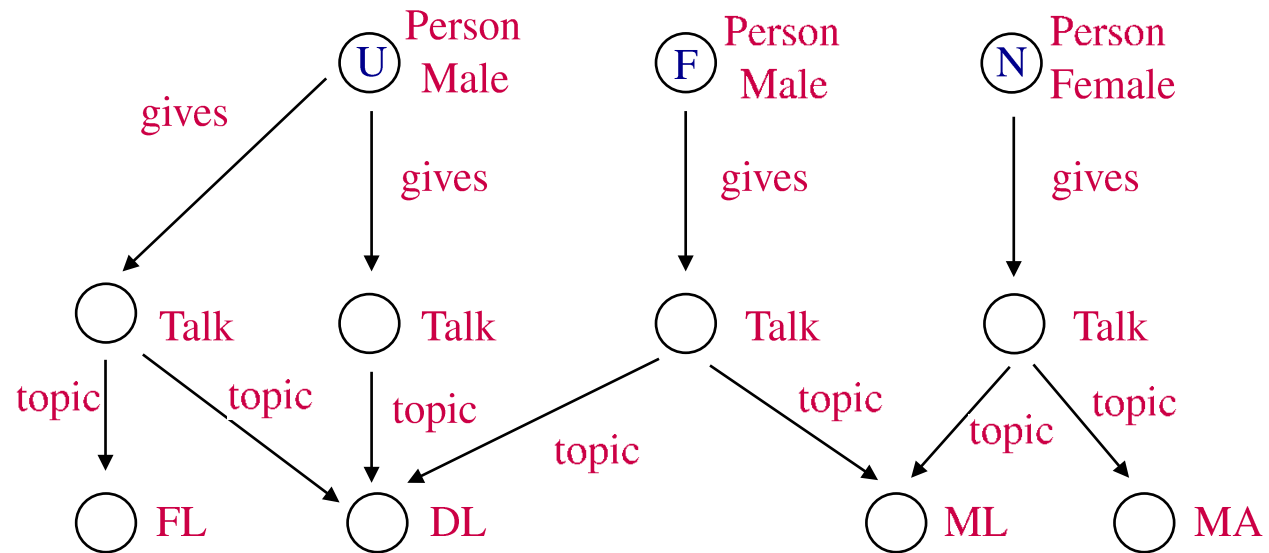 U
Person
Male
F
Person
Male
N
Person
Female
gives
gives
gives
gives
Talk
Talk
Talk
Talk
topic
topic
topic
topic
topic
topic
topic
FL
DL
ML
MA